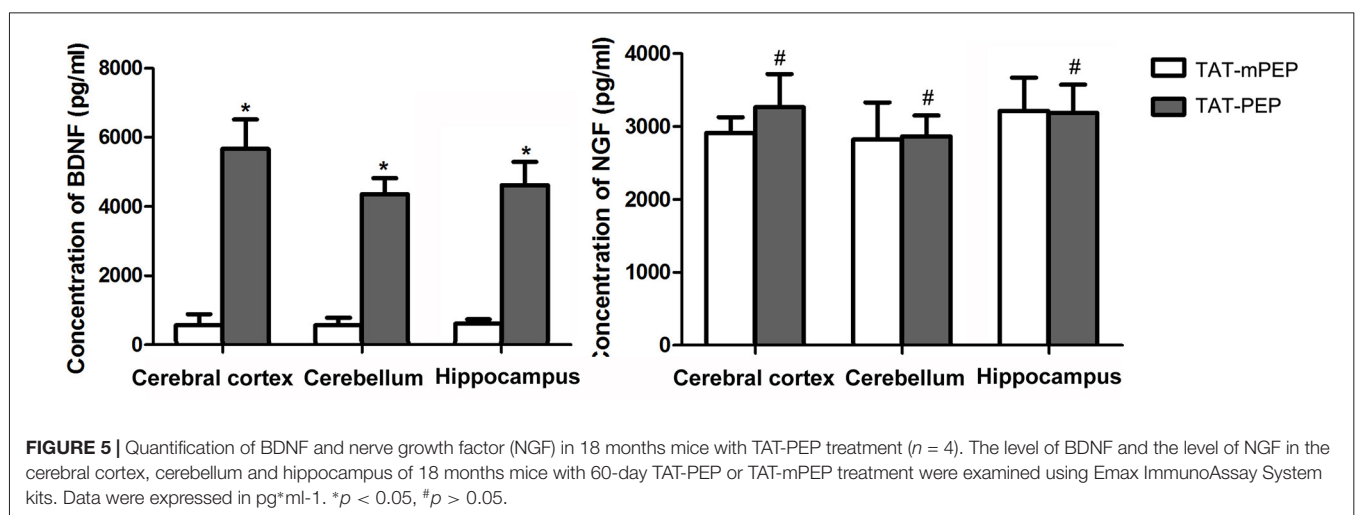 Concentration of BDNF (pg/ml)
8000
6000
4000
2000
0
*
*
*
Cerebral cortex Cerebellum Hippocampus
Concentration of NGF (pg/ml)
4000
3000
2000
1000
0
#
#
#
Cerebral cortex Cerebellum Hippocampus
TAT-mPEP
TAT-PEP
FIGURE 5 | Quantification of BDNF and nerve growth factor (NGF) in 18 months mice with TAT-PEP treatment (n = 4). The level of BDNF and the level of NGF in the
cerebral cortex, cerebellum and hippocampus of 18 months mice with 60-day TAT-PEP or TAT-mPEP treatment were examined using Emax ImmunoAssay System
kits. Data were expressed in pg*ml-1. *p < 0.05, #p > 0.05.